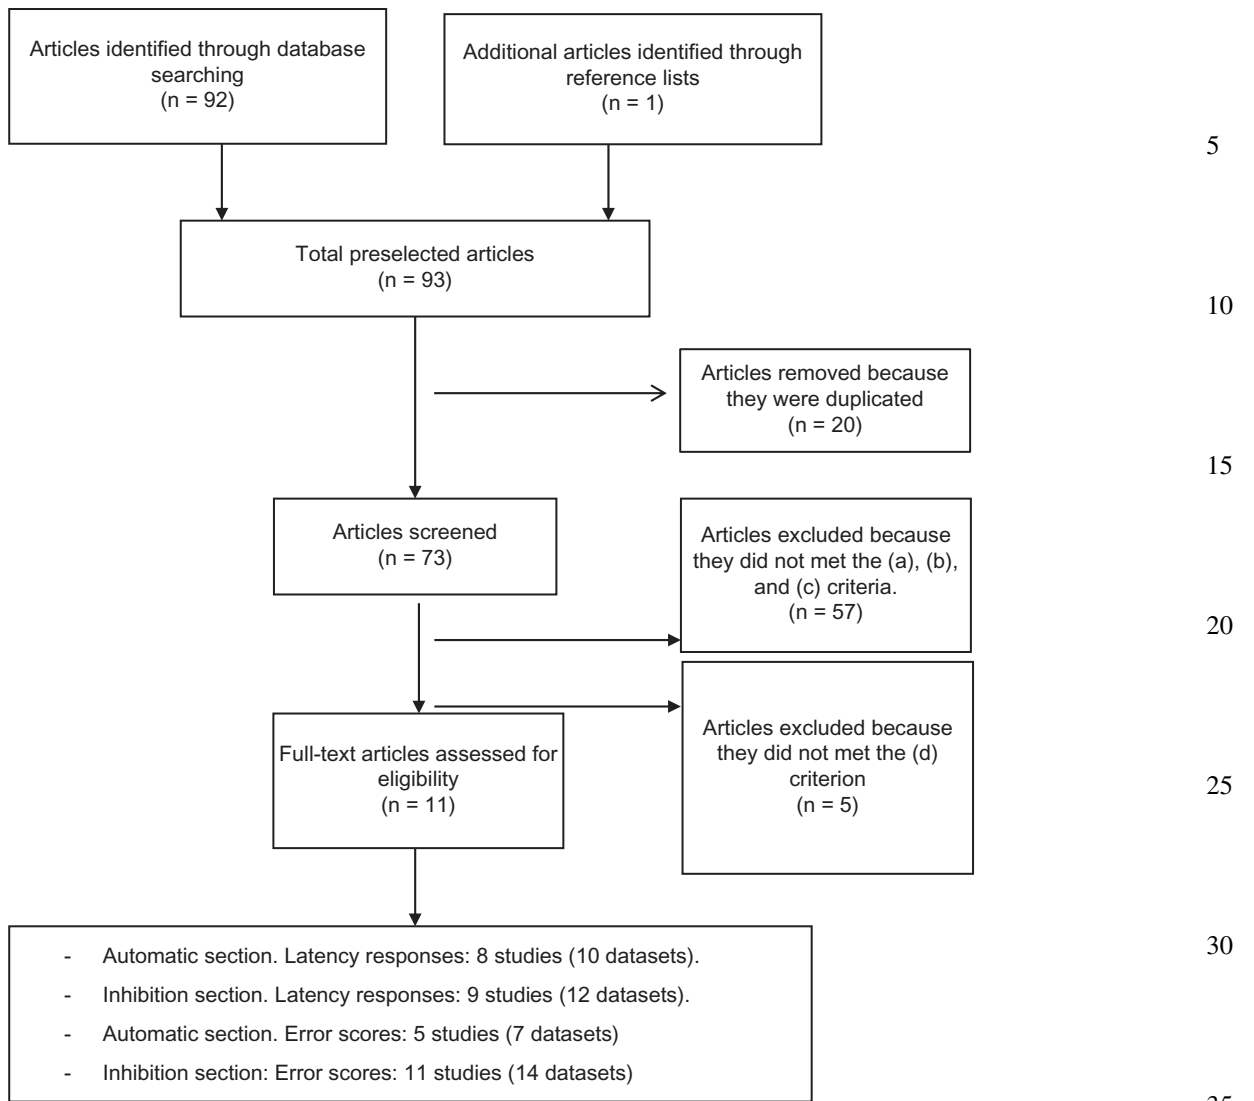 Articles identified through database
searching
(n = 92)
Additional articles identified through
reference lists
(n = 1)
5
Total preselected articles
(n = 93)
10
Articles removed because
they were duplicated
(n = 20)
15
Articles screened
(n = 73)
Articles excluded because
they did not met the (a), (b),
and (c) criteria.
(n = 57)
20
Full-text articles assessed for
eligibility
(n = 11)
Articles excluded because
they did not met the (d)
criterion
(n = 5)
25
- Automatic section. Latency responses: 8 studies (10 datasets).
30
- Inhibition section. Latency responses: 9 studies (12 datasets).
- Automatic section. Error scores: 5 studies (7 datasets)
- Inhibition section: Error scores: 11 studies (14 datasets)
35